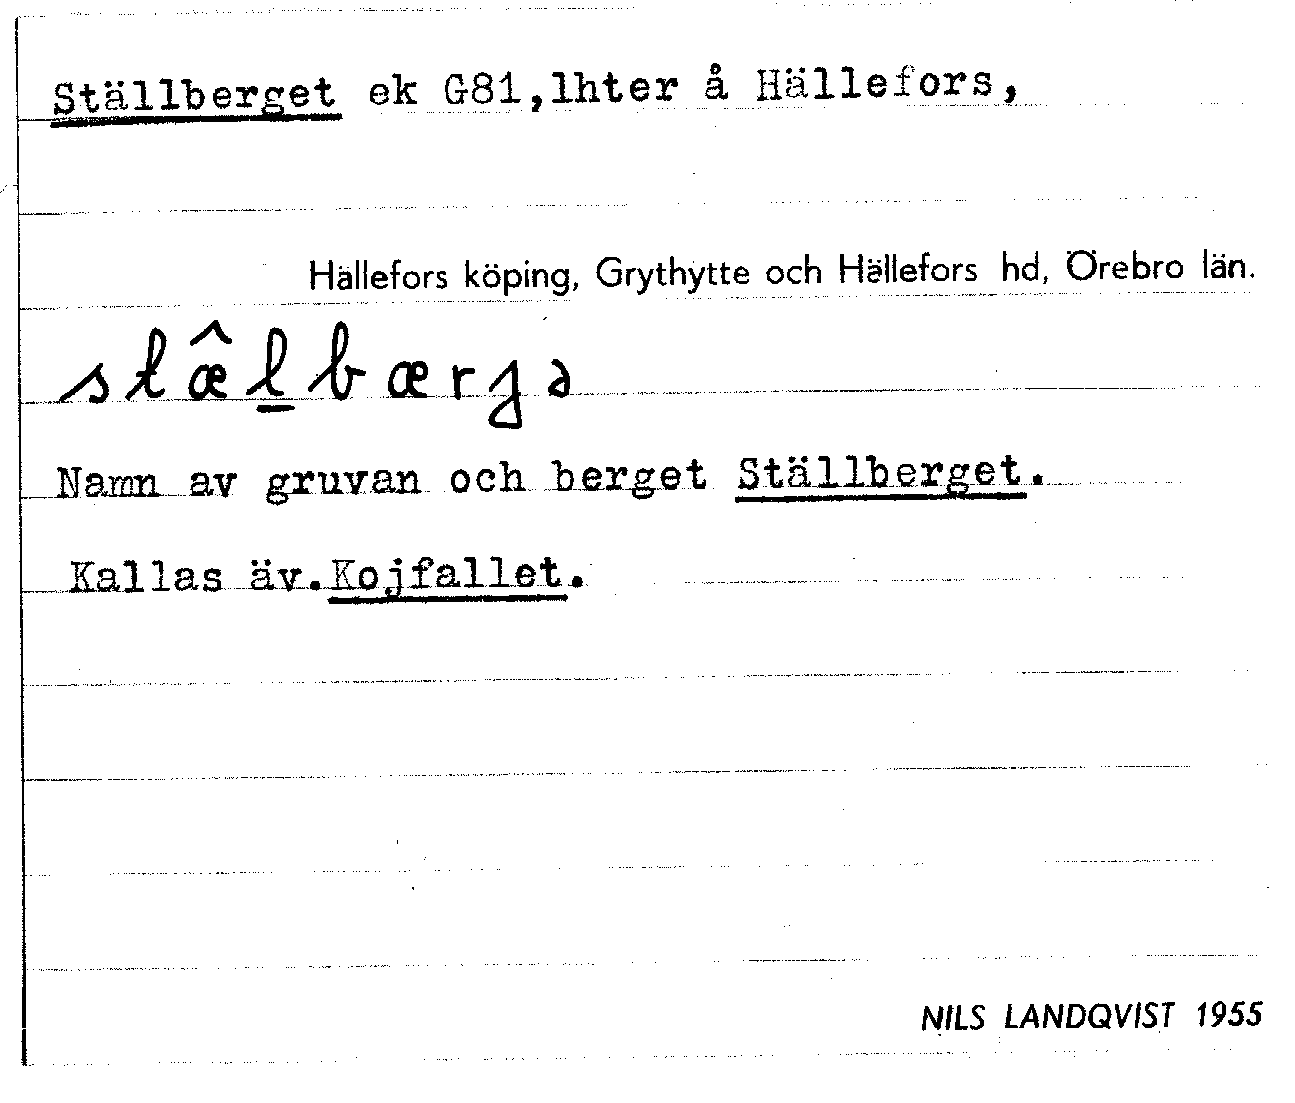 Ställberget ek G81,lhter å Hällefors,
Hällefors köping, Grythytte och Hällefors hd, Örebro län.
stæ̂l̲bærgə
Namn av gruvan och berget Ställberget.
Kallas äv.Kojfallet.
NILS LANDQVIST 1955